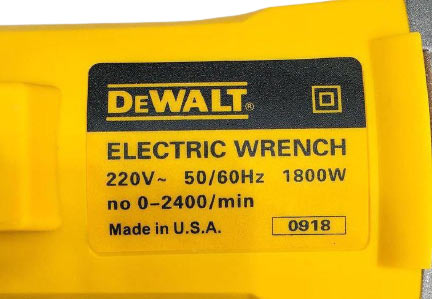 DEWALT®
ELECTRIC WRENCH
220V~ 50/60Hz 1800W
no 0-2400/min
Made in U.S.A. 0918